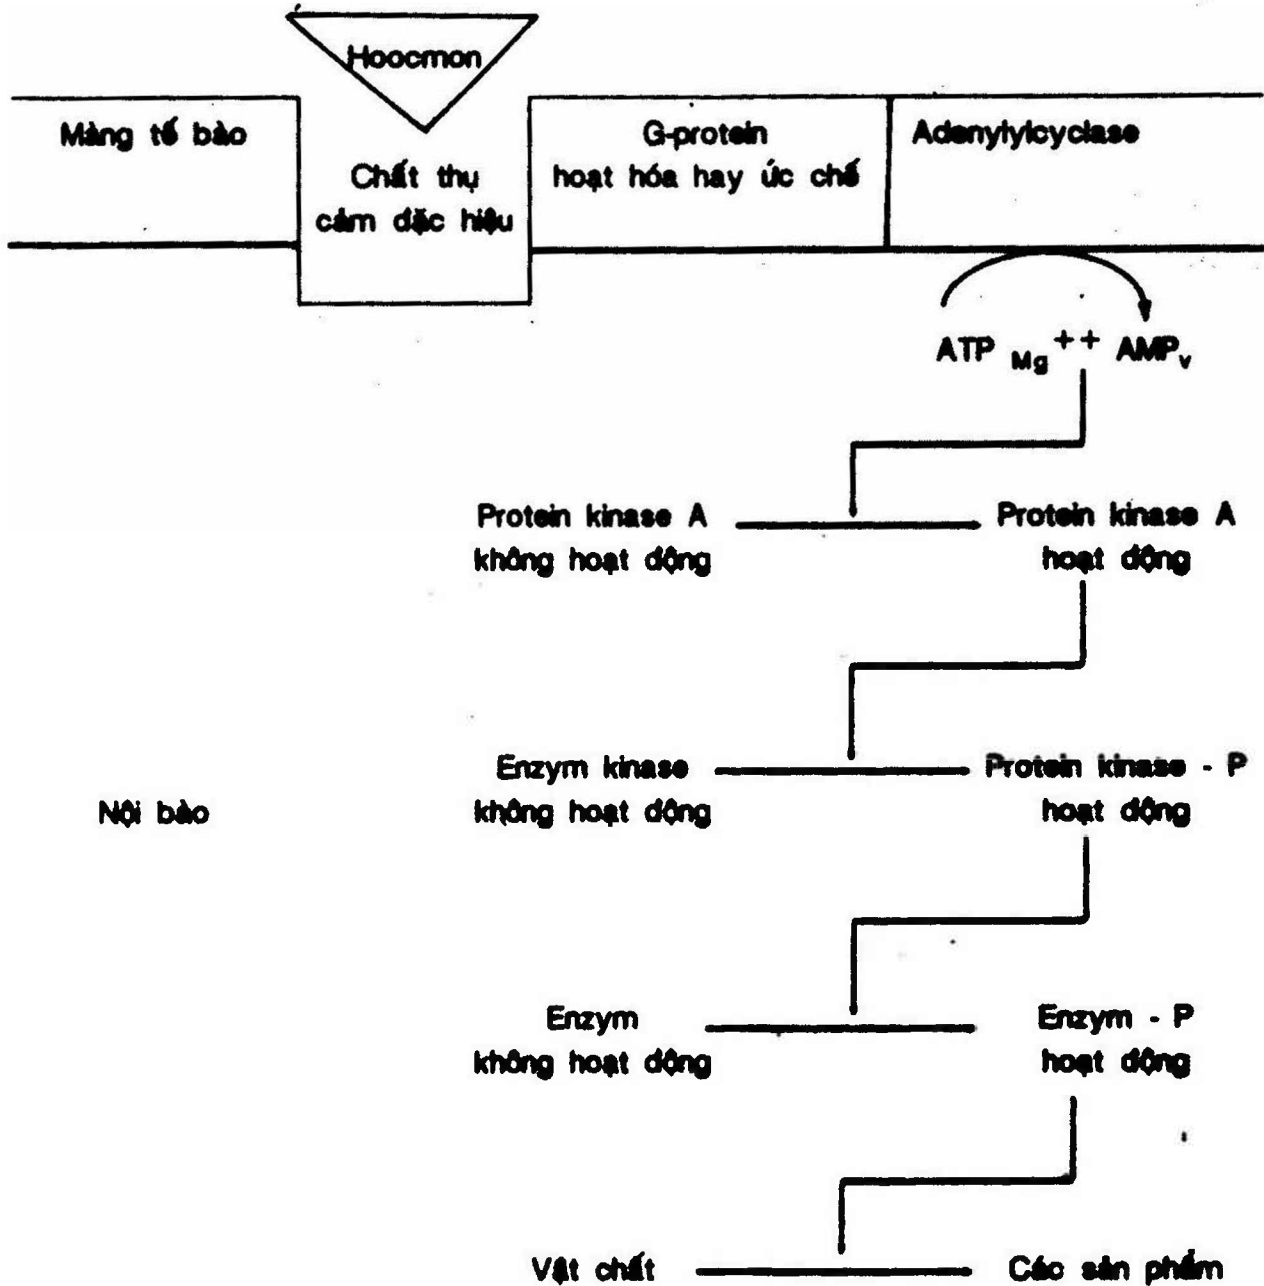 Hoocmon
Màng tế bào
Chất thụ
cảm đặc hiệu
G-protein
hoạt hóa hay ức chế
Adenylylcyclase
ATP Mg++ AMPv
Protein kinase A
không hoạt động
Protein kinase A
hoạt động
Nội bào
Enzym kinase
không hoạt động
Protein kinase - P
hoạt động
Enzym
không hoạt động
Enzym - P
hoạt động
Vật chất
Các sản phẩm